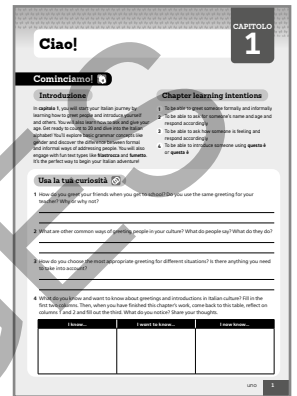 CAPITOLO
1
Ciao!
Cominciamo!
Introduzione
In capitolo 1, you will start your Italian journey by
learning how to greet people and introduce yourself
and others. You will also learn how to ask and give your
age. Get ready to count to 20 and dive into the Italian
alphabet! You'll explore basic grammar concepts like
gender and discover the difference between formal
and informal ways of addressing people. You will also
engage with fun text types like filastrocca and fumetto.
It's the perfect way to begin your Italian adventure!
Chapter learning intentions
1 To be able to greet someone formally and informally
2 To be able to ask for someone's name and age and
respond accordingly
3 To be able to ask how someone is feeling and
respond accordingly
4 To be able to introduce someone using questo è
or questa è
Usa la tua curiosità
1 How do you greet your friends when you get to school? Do you use the same greeting for your
teacher? Why or why not?
2 What are other common ways of greeting people in your culture? What do people say? What do they do?
3 How do you choose the most appropriate greeting for different situations? Is there anything you need
to take into account?
4 What do you know and want to know about greetings and introductions in Italian culture? Fill in the
first two columns. Then, when you have finished this chapter's work, come back to this table, reflect on
columns 1 and 2 and fill out the third. What do you notice? Share your thoughts.
I know... I want to know... I now know...
uno 1